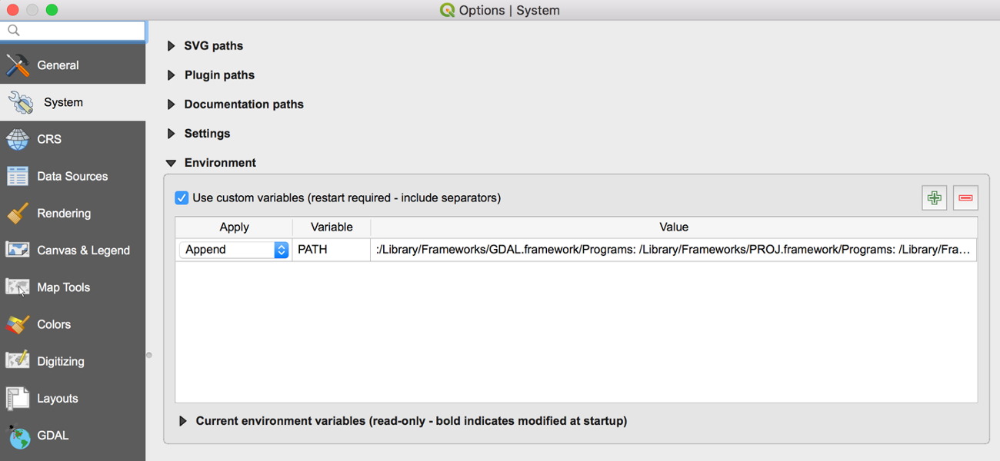 Options | System
General
System
CRS
Data Sources
Rendering
Canvas & Legend
Map Tools
Colors
Digitizing
Layouts
GDAL
SVG paths
Plugin paths
Documentation paths
Settings
Environment
Use custom variables (restart required - include separators)
Apply Variable Value
Append PATH :/Library/Frameworks/GDAL.framework/Programs: /Library/Frameworks/PROJ.framework/Programs: /Library/Fra...
Current environment variables (read-only - bold indicates modified at startup)